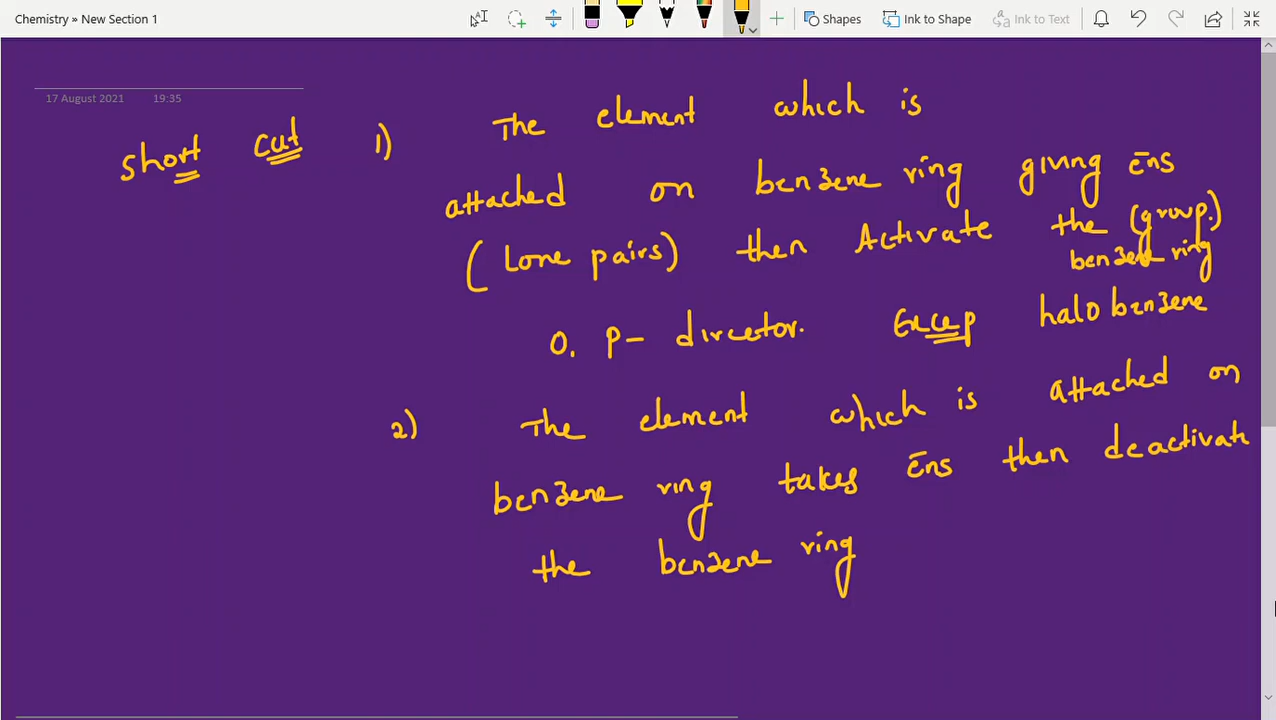 Chemistry » New Section 1
Shapes
Ink to Shape
Ink to Text
17 August 2021 19:35
short cut 1) The element which is
attached on benzene ring giving ēns
(Lone pairs) then Activate the (group.)
benzene ring
O. P- director. Excep halobenzene
2) The element which is attached on
benzene ring takes ēns then deactivate
the benzene ring